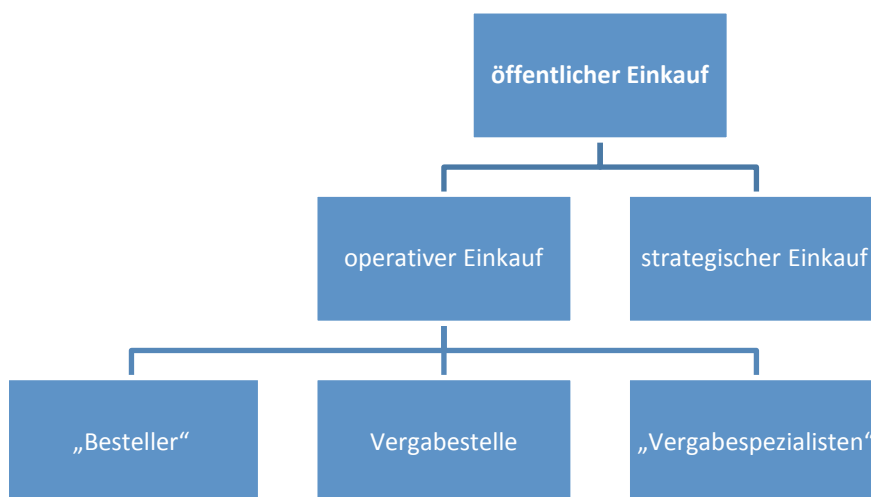 öffentlicher Einkauf
operativer Einkauf
strategischer Einkauf
„Besteller“
Vergabestelle
„Vergabespezialisten“